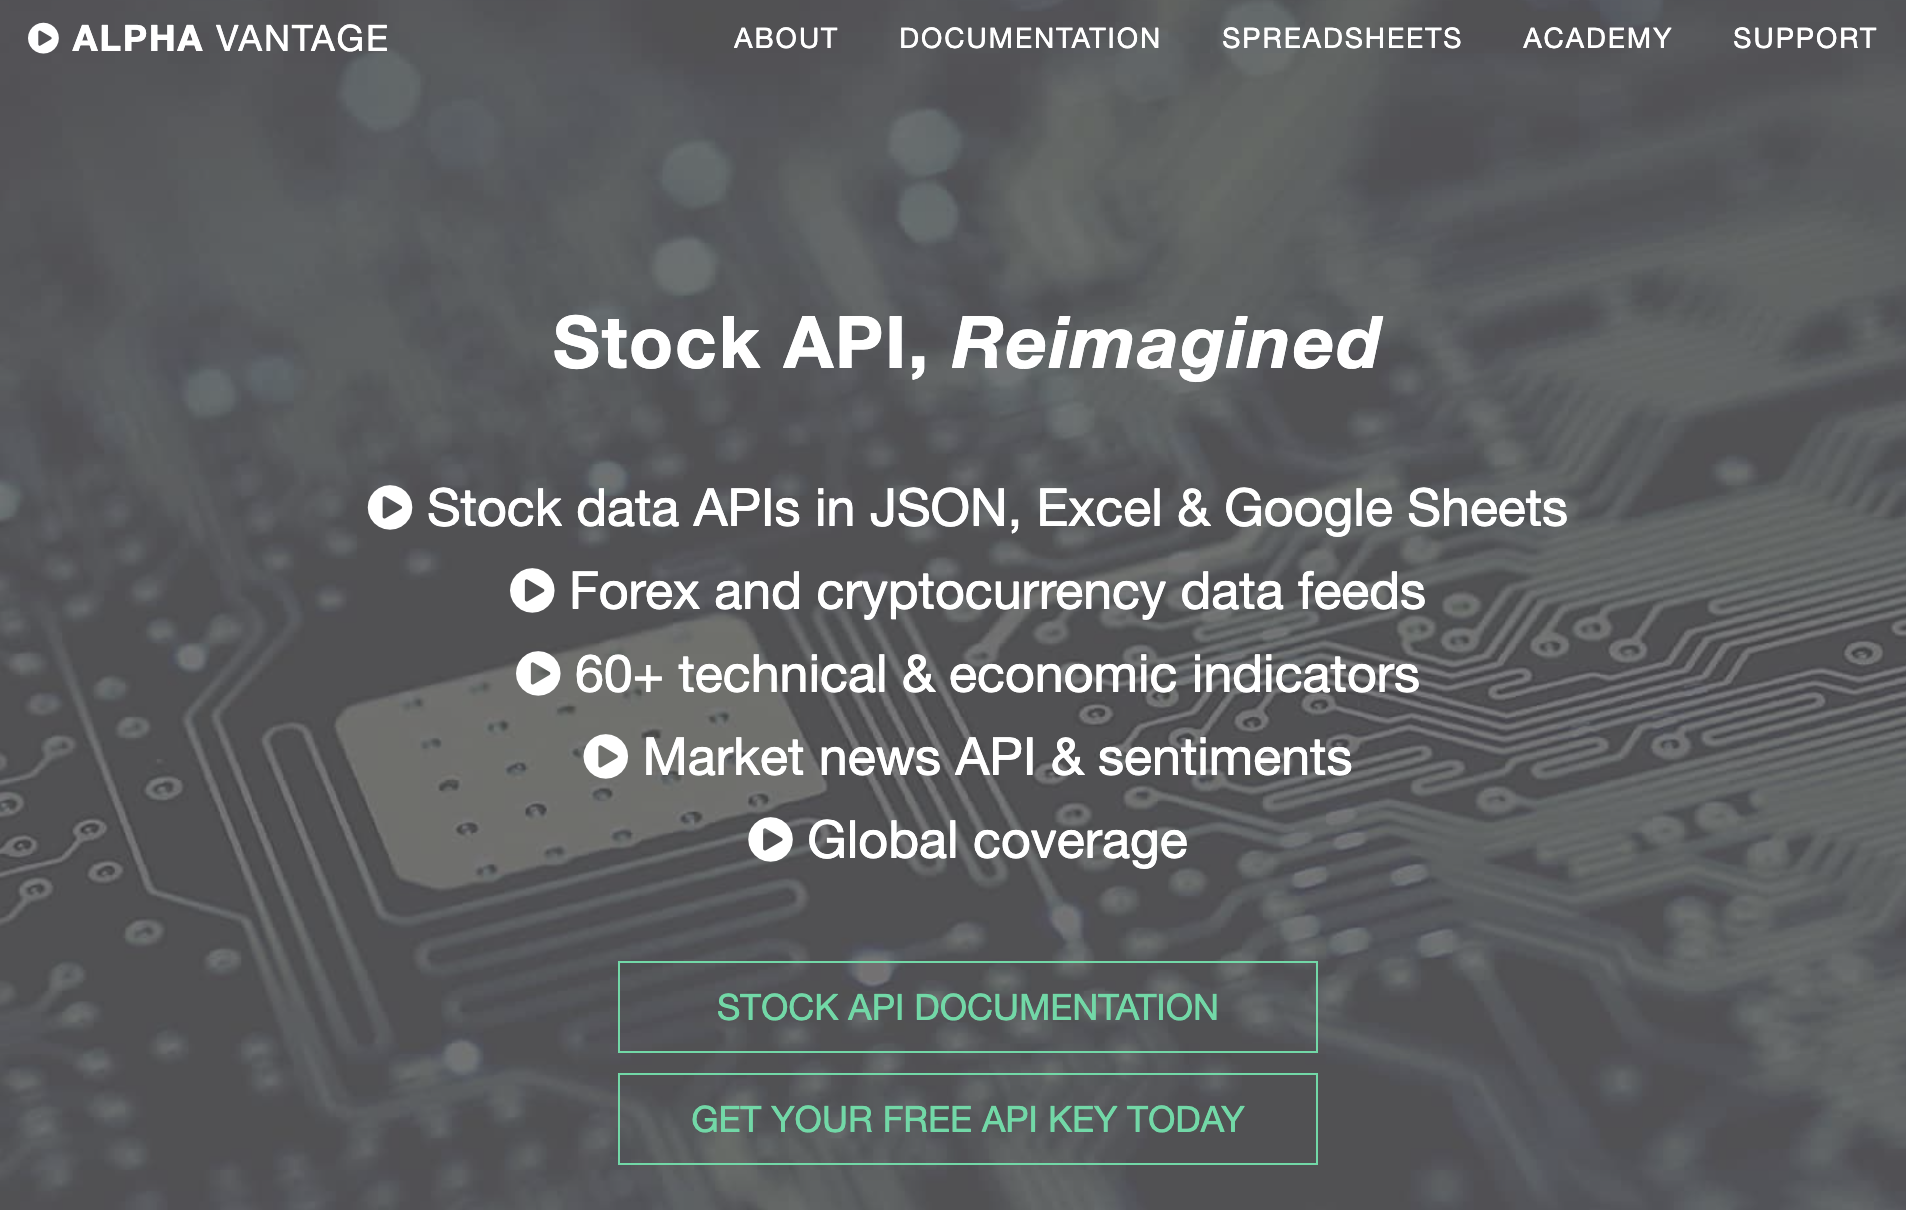 ALPHA VANTAGE
ABOUT DOCUMENTATION SPREADSHEETS ACADEMY SUPPORT
Stock API, Reimagined
Stock data APIs in JSON, Excel & Google Sheets
Forex and cryptocurrency data feeds
60+ technical & economic indicators
Market news API & sentiments
Global coverage
STOCK API DOCUMENTATION
GET YOUR FREE API KEY TODAY